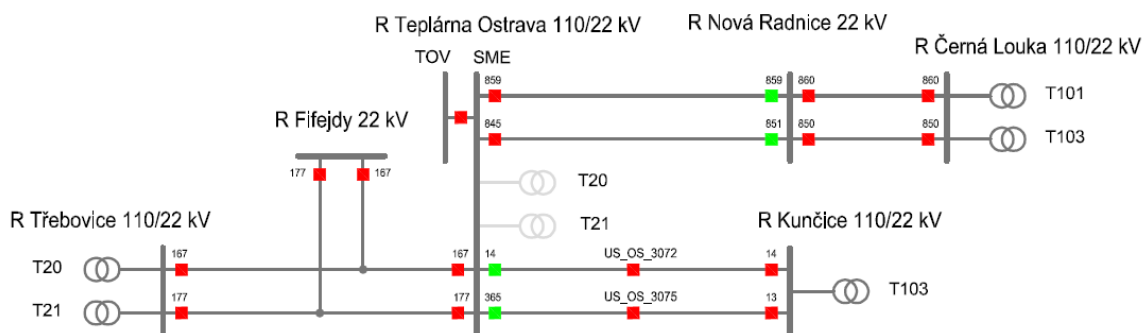 R Teplárna Ostrava 110/22 kV
R Nová Radnice 22 kV
R Černá Louka 110/22 kV
TOV
SME
859
859
860
860
T101
R Fifejdy 22 kV
845
851
850
850
T103
177
167
T20
T21
R Třebovice 110/22 kV
R Kunčice 110/22 kV
T20
167
167
14
US_OS_3072
14
T103
T21
177
177
365
US_OS_3075
13